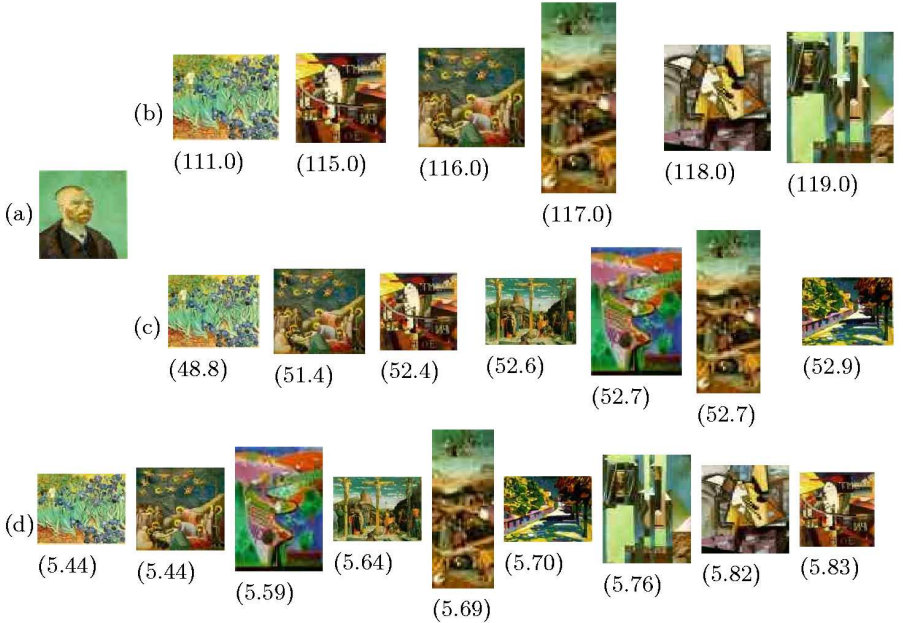 (b)
(111.0) (115.0) (116.0) (117.0) (118.0) (119.0)
(a)
(c)
(48.8) (51.4) (52.4) (52.6) (52.7) (52.7) (52.9)
(d)
(5.44) (5.44) (5.59) (5.64) (5.69) (5.70) (5.76) (5.82) (5.83)